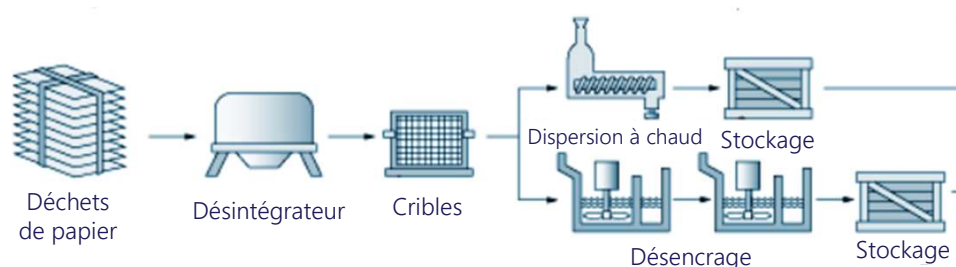 Déchets
de papier
Désintégrateur
Cribles
Dispersion à chaud
Stockage
Désencrage
Stockage